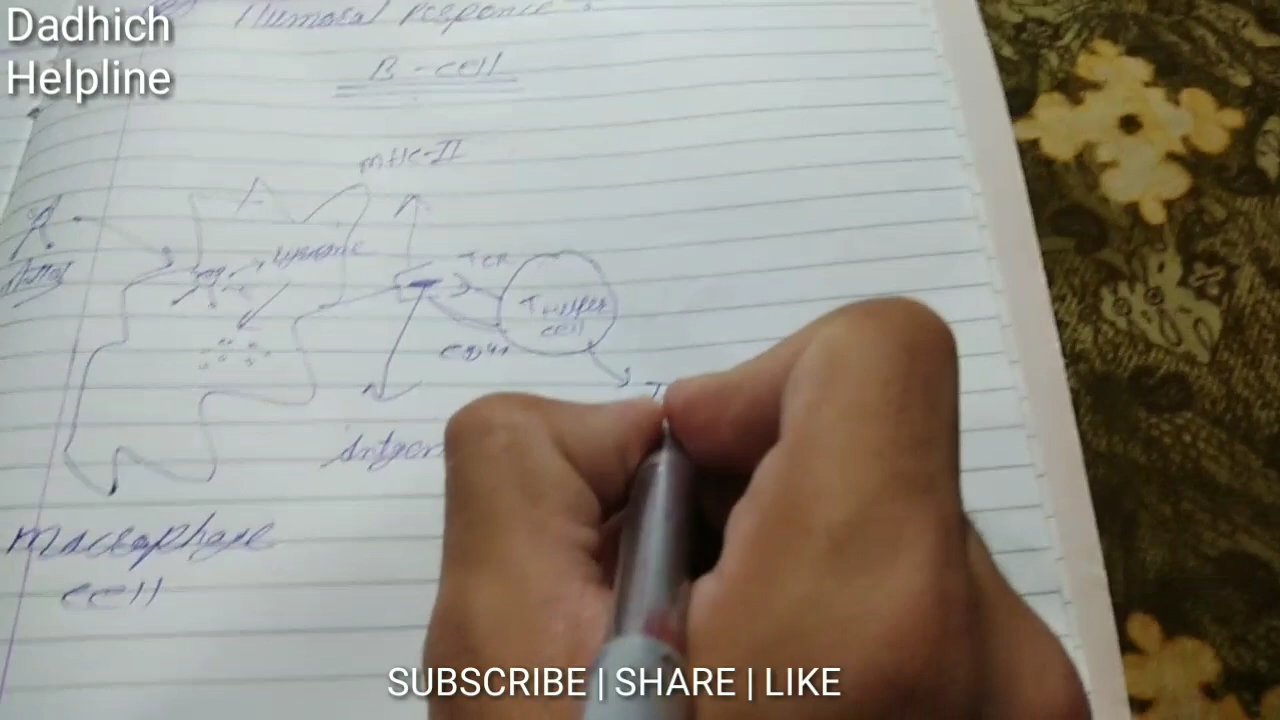 Dadhich
Helpline
Humoral Response
B-cell
MHC-II
Lysosome
TCR
T Helper
cell
CD4
Antigen
Macrophage
cell
SUBSCRIBE | SHARE | LIKE